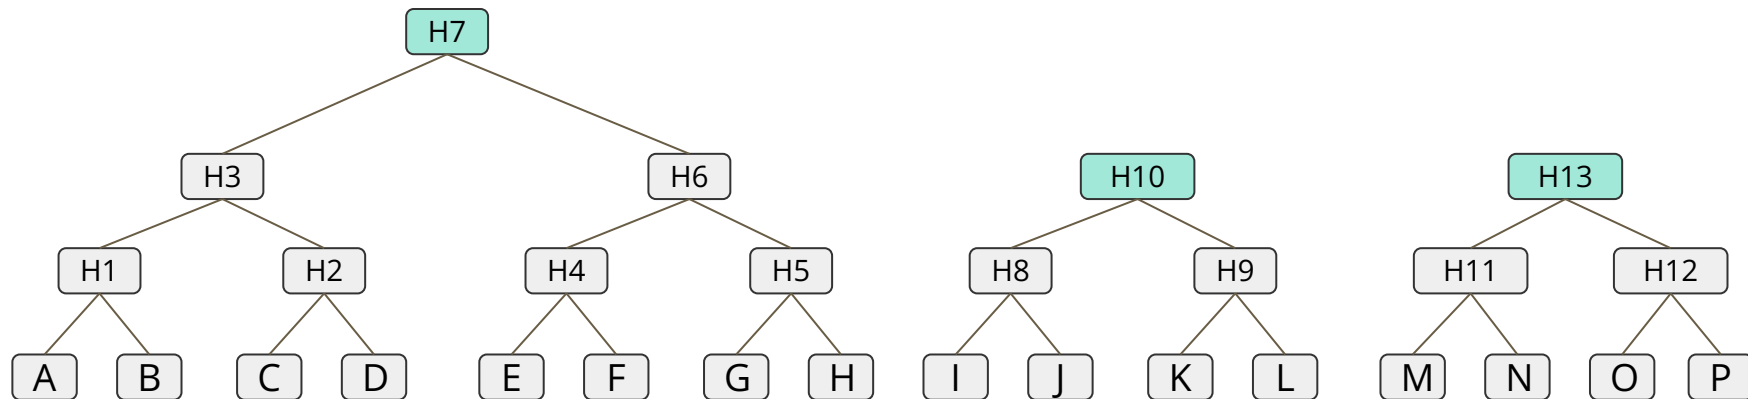 H7
H3 H6 H10 H13
H1 H2 H4 H5 H8 H9 H11 H12
A B C D E F G H I J K L M N O P